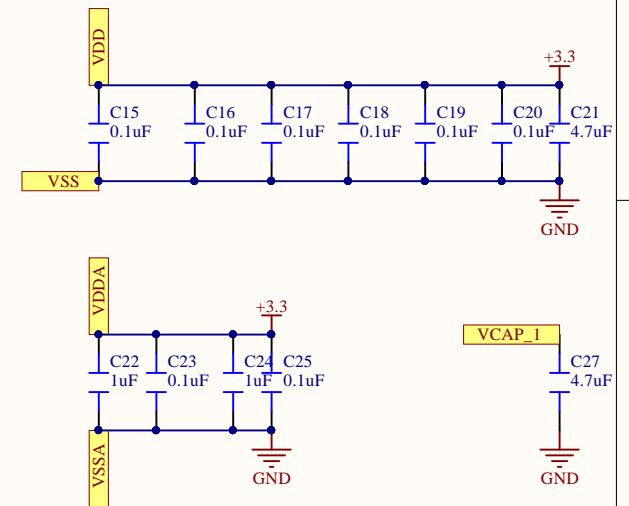 VDD
+3.3
C15
0.1uF
C16
0.1uF
C17
0.1uF
C18
0.1uF
C19
0.1uF
C20
0.1uF
C21
4.7uF
VSS
GND
VDDA
+3.3
VCAP_1
C22
1uF
C23
0.1uF
C24
1uF
C25
0.1uF
C27
4.7uF
VSSA
GND
GND